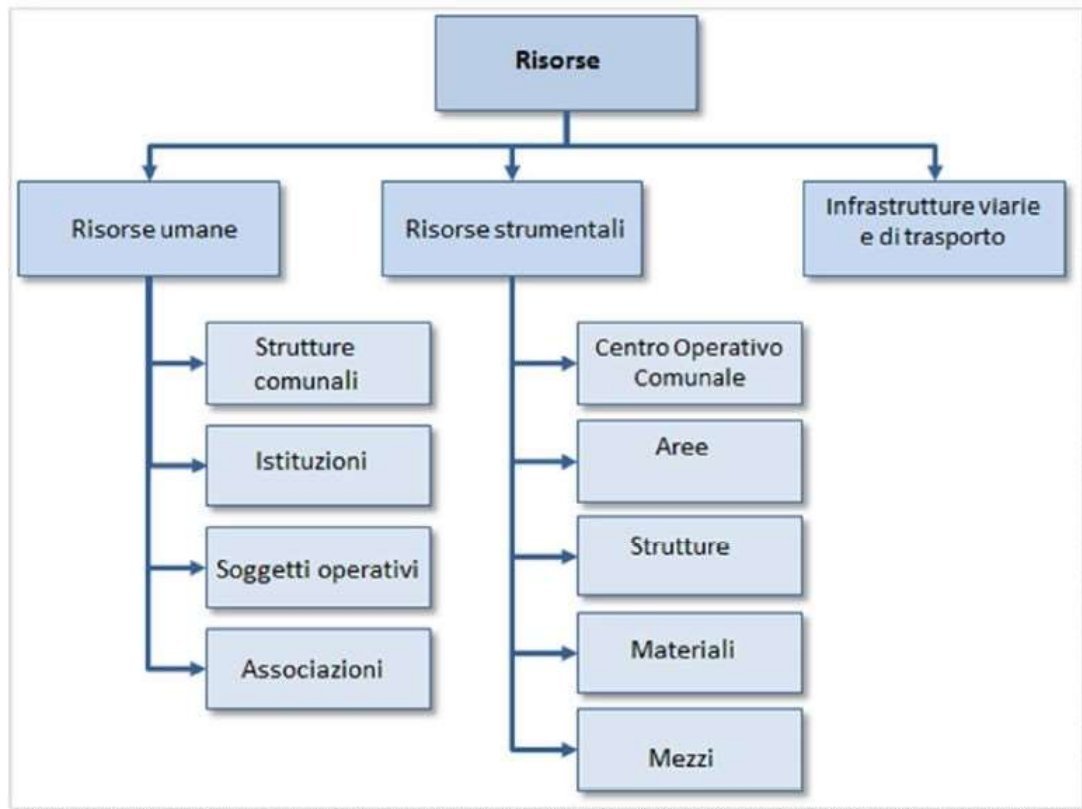 Risorse
Risorse umane
Risorse strumentali
Infrastrutture viarie
e di trasporto
Strutture
comunali
Istituzioni
Soggetti operativi
Associazioni
Centro Operativo
Comunale
Aree
Strutture
Materiali
Mezzi